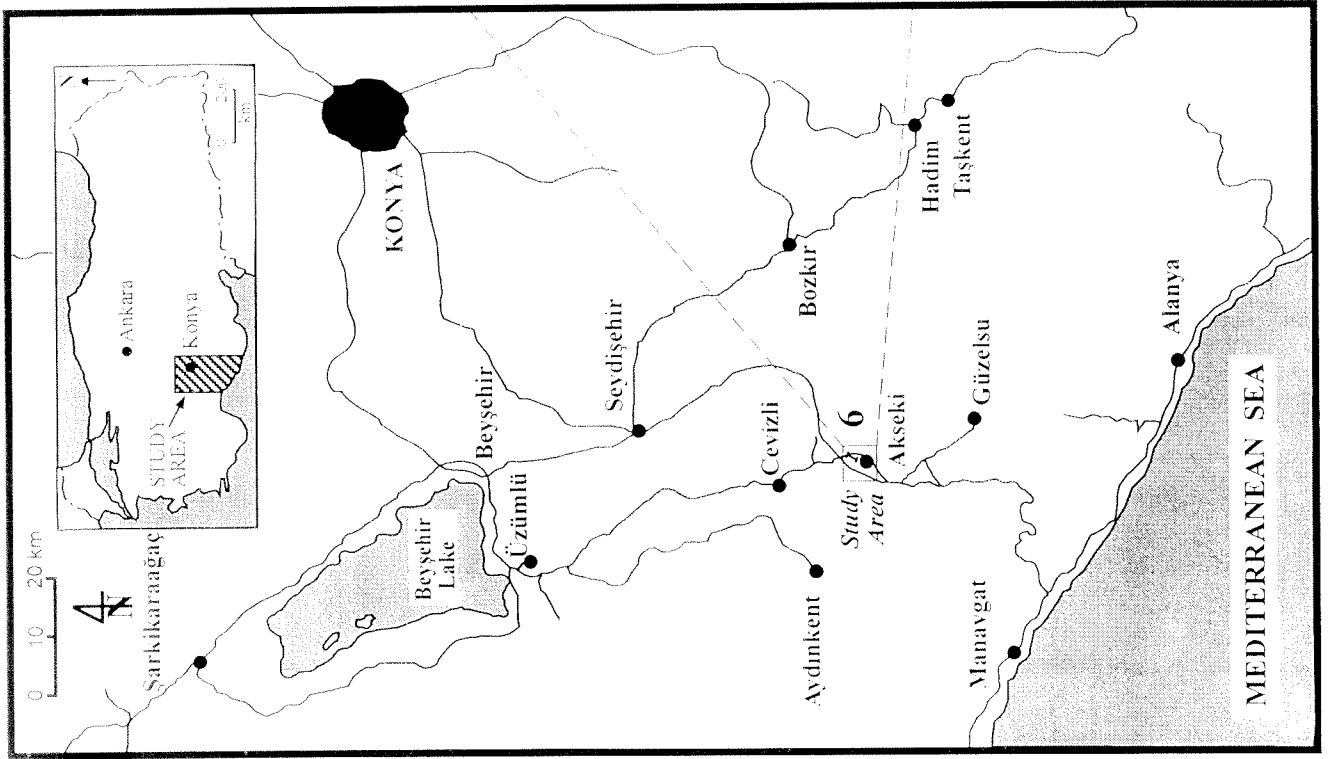 0 10 20 km
N
Şarkikaraağaç
STUDY
AREA
Ankara
Konya
km
KONYA
Beyşehir
Lake
Beyşehir
Üzümlü
Seydişehir
Bozkır
Hadim
Taşkent
Cevizli
Aydınkent
Study
Area
6
Akseki
Güzelsu
Manavgat
Alanya
MEDITERRANEAN SEA